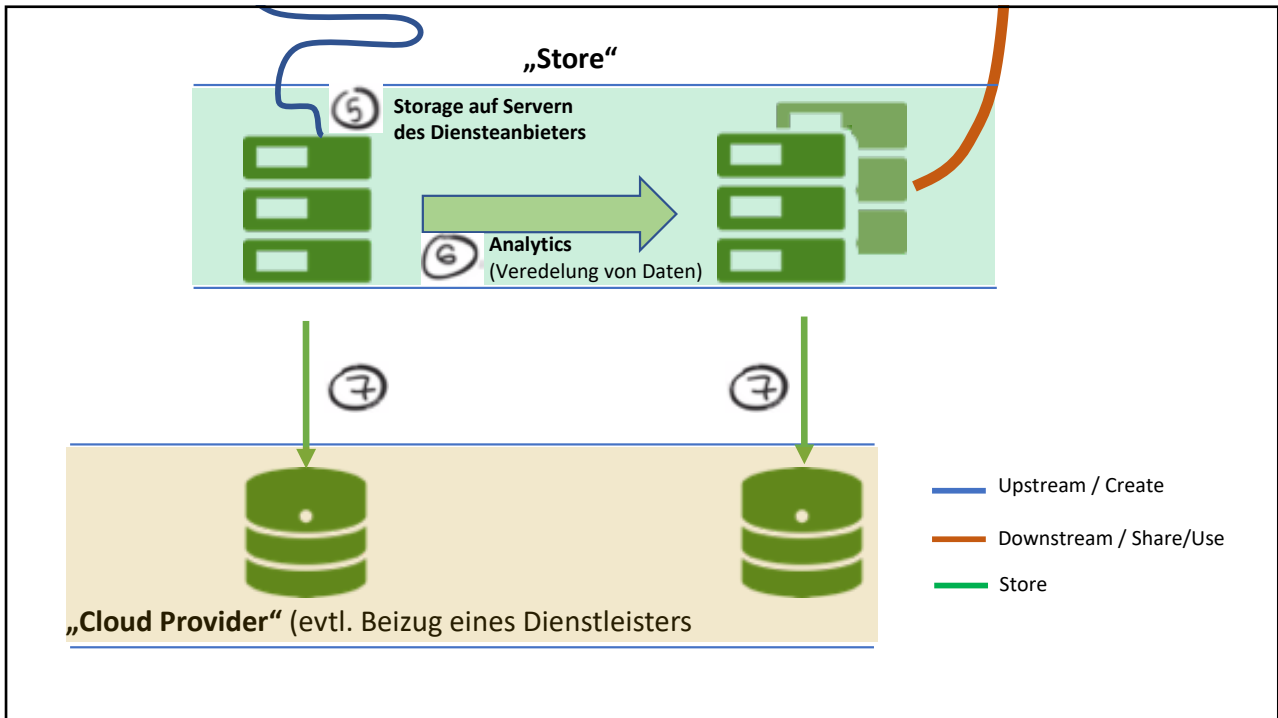 „Store“
5
Storage auf Servern
des Diensteanbieters
6
Analytics
(Veredelung von Daten)
7
7
„Cloud Provider“ (evtl. Beizug eines Dienstleisters
Upstream / Create
Downstream / Share/Use
Store